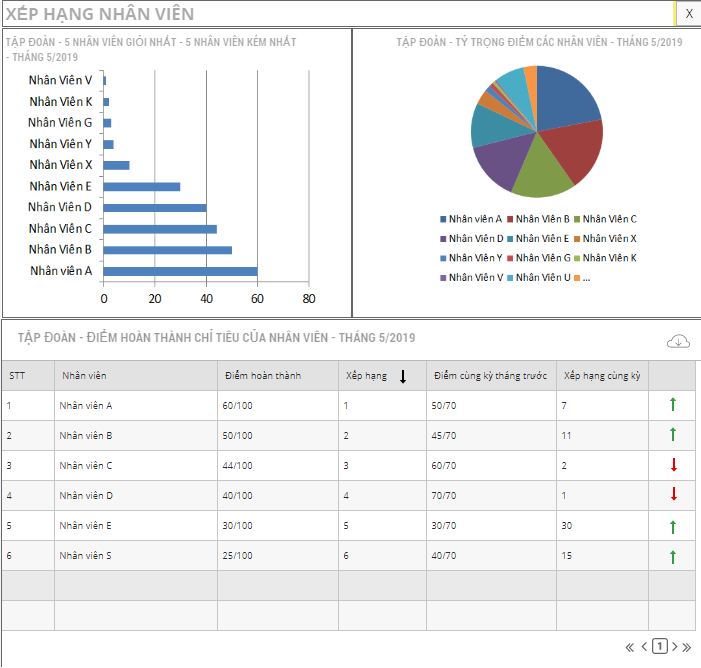 XẾP HẠNG NHÂN VIÊN
X
TẬP ĐOÀN - 5 NHÂN VIÊN GIỎI NHẤT - 5 NHÂN VIÊN KÉM NHẤT
- THÁNG 5/2019
Nhân Viên V
Nhân Viên K
Nhân Viên G
Nhân Viên Y
Nhân Viên X
Nhân Viên E
Nhân Viên D
Nhân Viên C
Nhân Viên B
Nhân viên A
0 20 40 60 80
TẬP ĐOÀN - TỶ TRỌNG ĐIỂM CÁC NHÂN VIÊN - THÁNG 5/2019
Nhân viên A Nhân Viên B Nhân Viên C
Nhân Viên D Nhân Viên E Nhân Viên X
Nhân Viên Y Nhân Viên G Nhân Viên K
Nhân Viên V Nhân Viên U ...
TẬP ĐOÀN - ĐIỂM HOÀN THÀNH CHỈ TIÊU CỦA NHÂN VIÊN - THÁNG 5/2019
STT Nhân viên Điểm hoàn thành Xếp hạng Điểm cùng kỳ tháng trước Xếp hạng cùng kỳ
1 Nhân viên A 60/100 1 50/70 7
2 Nhân viên B 50/100 2 45/70 11
3 Nhân viên C 44/100 3 60/70 2
4 Nhân viên D 40/100 4 70/70 1
5 Nhân viên E 30/100 5 30/70 30
6 Nhân viên S 25/100 6 40/70 15
« < 1 > »